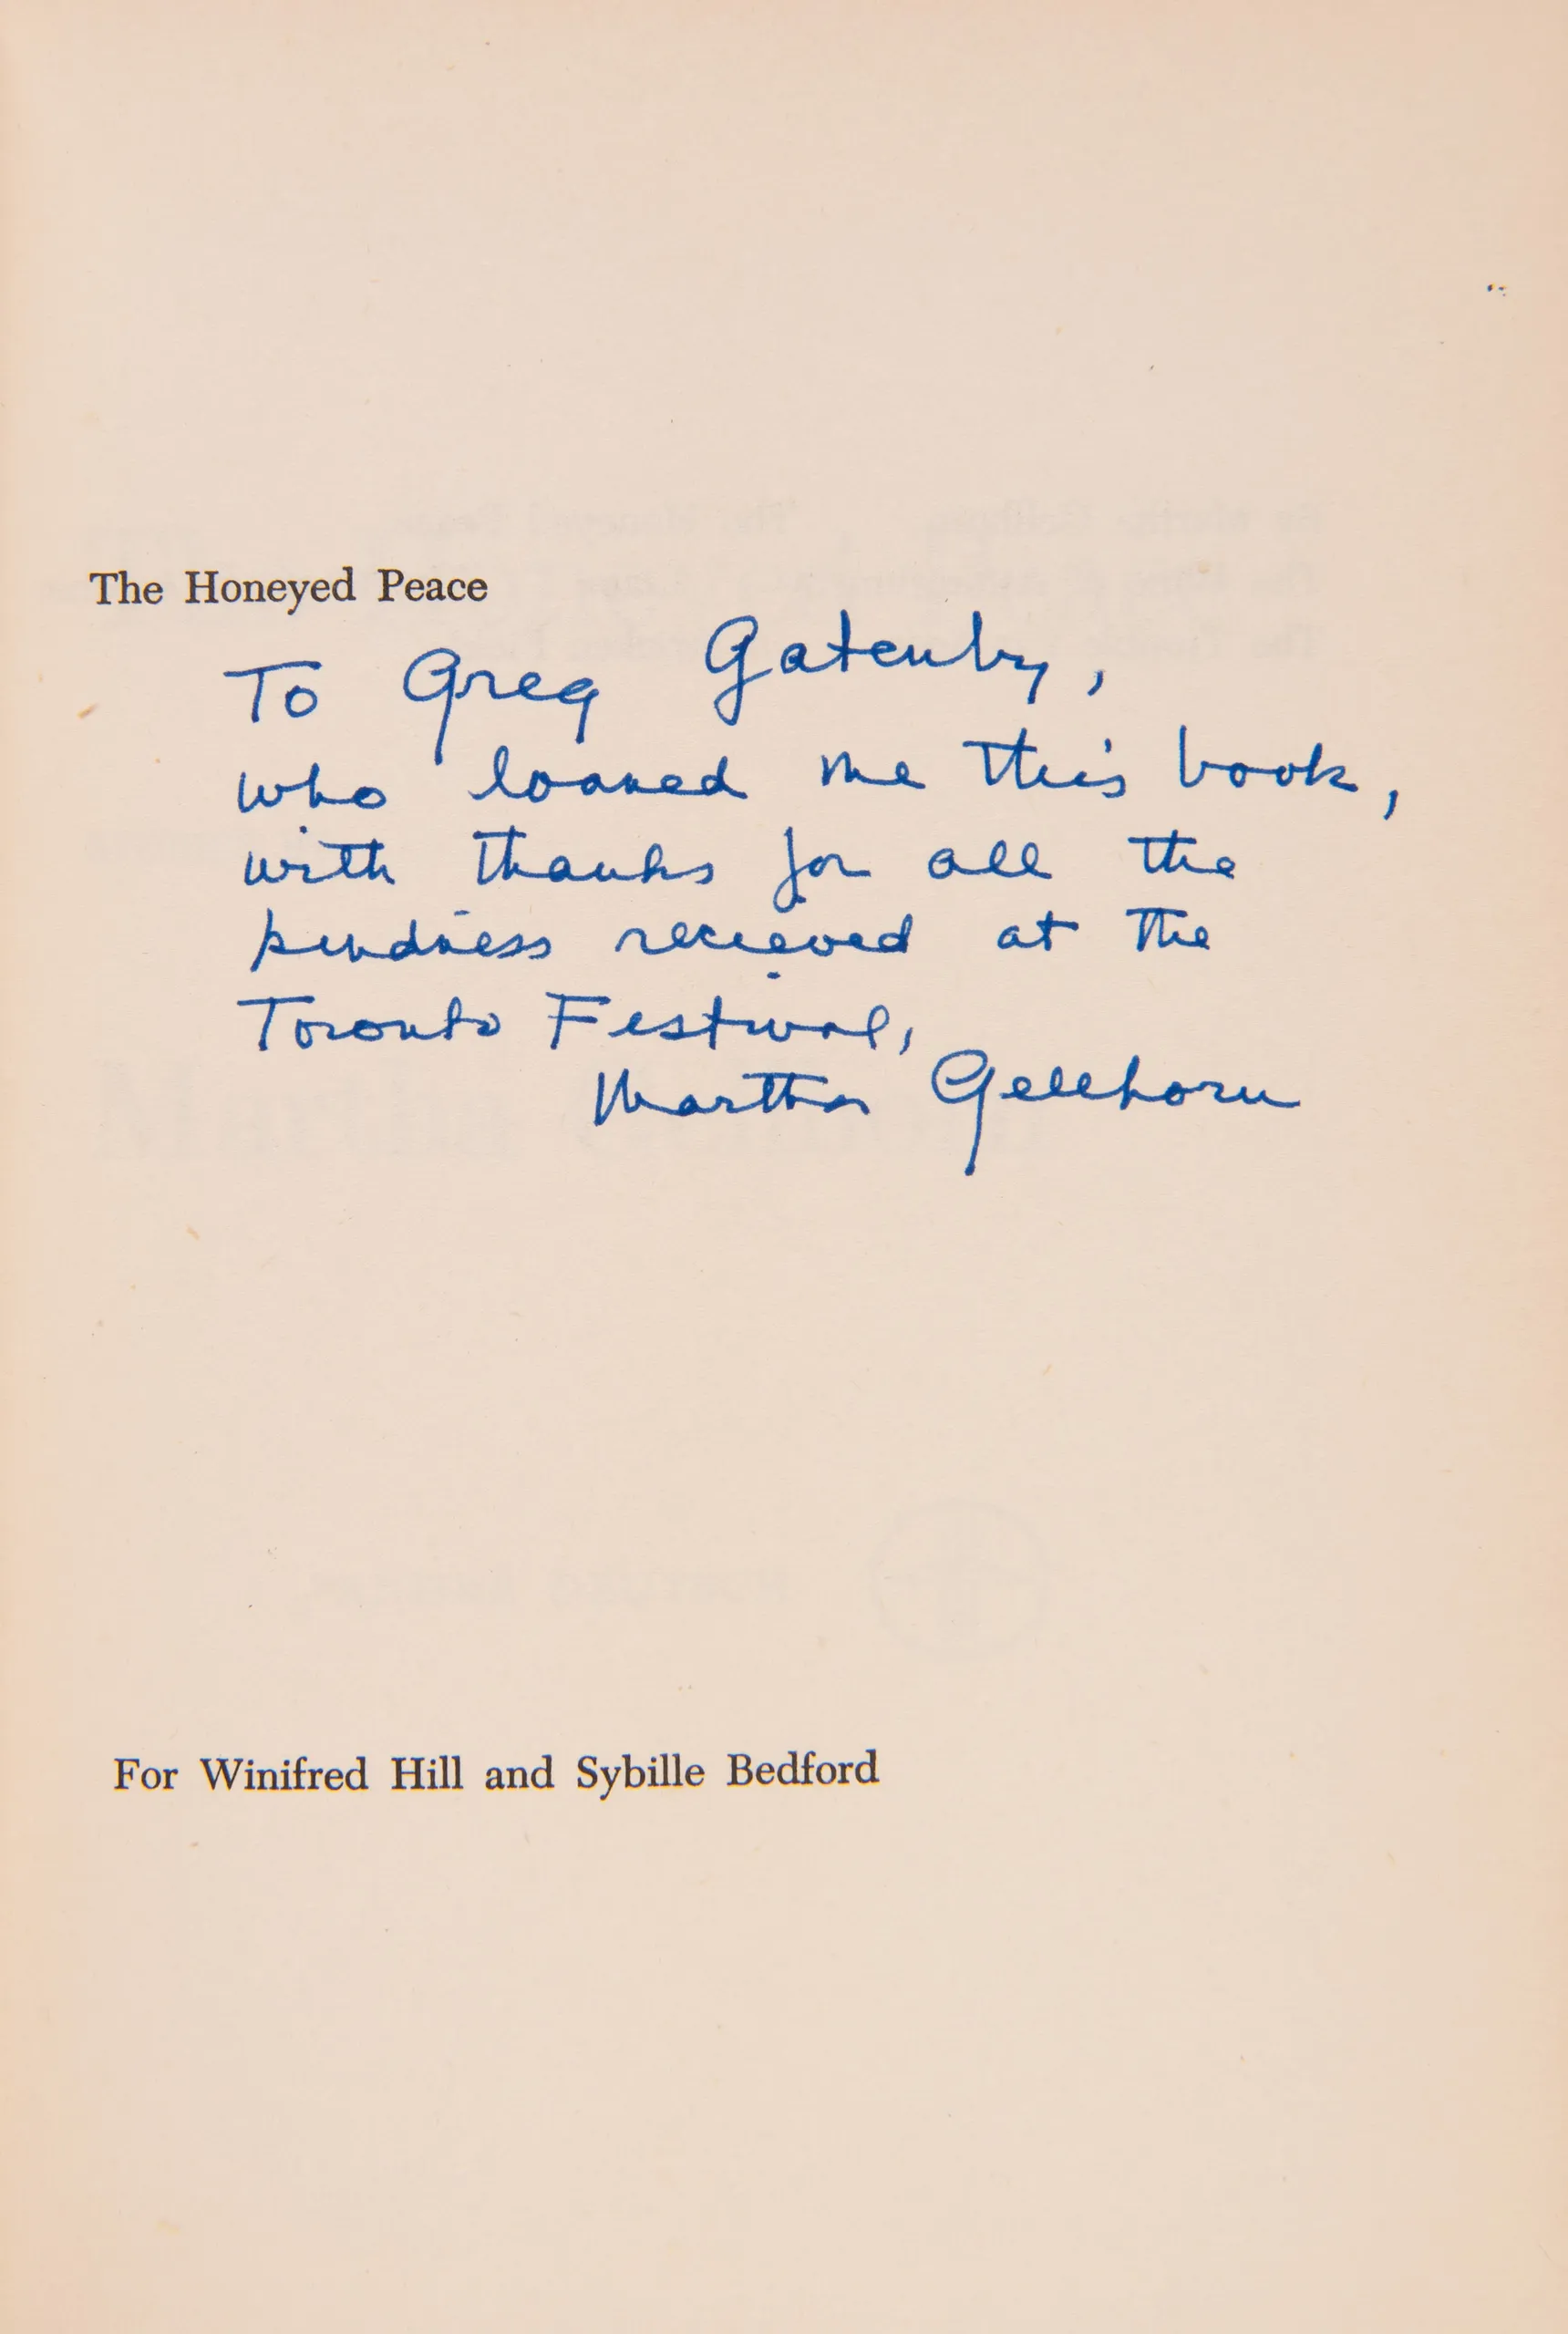 The Honeyed Peace
To Greg Gatenby,
who loaned me this book,
with thanks for all the
kindness recieved at the
Toronto Festival,
Martha Gellhorn
For Winifred Hill and Sybille Bedford